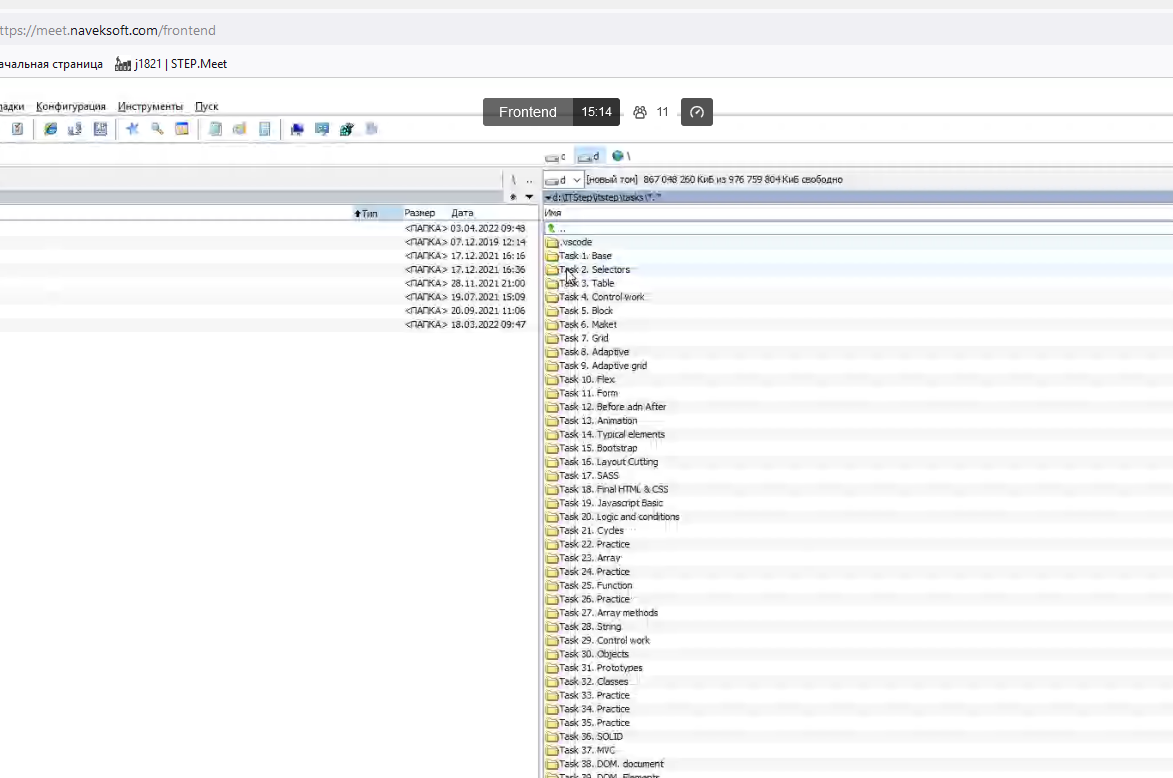 ttps://meet.naveksoft.com/frontend
ачальная страница j1821 | STEP.Meet
ладки Конфигурация Инструменты Пуск
Frontend 15:14 11
c d \
\ ..
d [новый том] 867 048 260 Киб из 976 759 804 Киб свободно
* d:\ITStep\itstep\tasks\*.*
Тип Размер Дата Имя
<ПАПКА> 03.04.2022 09:48 ..
<ПАПКА> 07.12.2019 12:14 .vscode
<ПАПКА> 17.12.2021 16:16 Task 1. Base
<ПАПКА> 17.12.2021 16:36 Task 2. Selectors
<ПАПКА> 28.11.2021 21:00 Task 3. Table
<ПАПКА> 19.07.2021 15:09 Task 4. Control work
<ПАПКА> 20.09.2021 11:06 Task 5. Block
<ПАПКА> 18.03.2022 09:47 Task 6. Maket
Task 7. Grid
Task 8. Adaptive
Task 9. Adaptive grid
Task 10. Flex
Task 11. Form
Task 12. Before adn After
Task 13. Animation
Task 14. Typical elements
Task 15. Bootstrap
Task 16. Layout Cutting
Task 17. SASS
Task 18. Final HTML & CSS
Task 19. Javascript Basic
Task 20. Logic and conditions
Task 21. Cycles
Task 22. Practice
Task 23. Array
Task 24. Practice
Task 25. Function
Task 26. Practice
Task 27. Array methods
Task 28. String
Task 29. Control work
Task 30. Objects
Task 31. Prototypes
Task 32. Classes
Task 33. Practice
Task 34. Practice
Task 35. Practice
Task 36. SOLID
Task 37. MVC
Task 38. DOM. document
Task 39. DOM. Elements